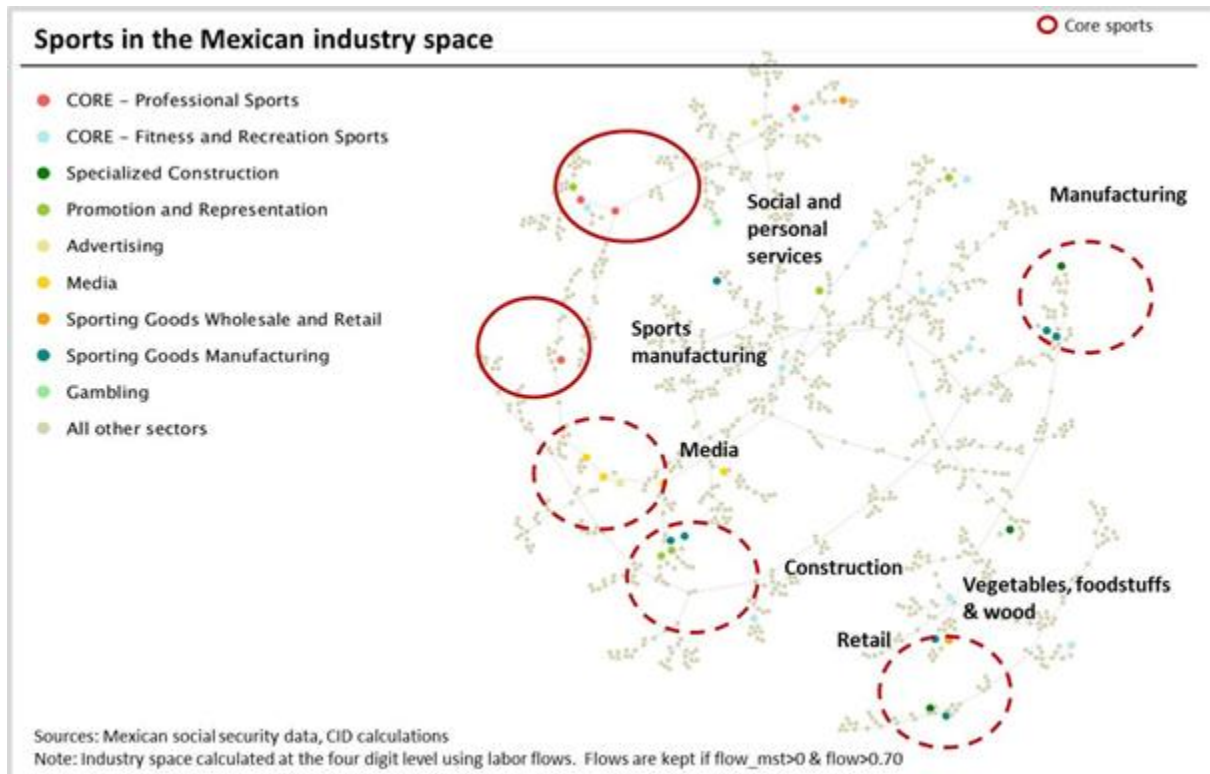 Sports in the Mexican industry space
Core sports
CORE – Professional Sports
CORE – Fitness and Recreation Sports
Specialized Construction
Promotion and Representation
Advertising
Media
Sporting Goods Wholesale and Retail
Sporting Goods Manufacturing
Gambling
All other sectors
Social and
personal
services
Manufacturing
Sports
manufacturing
Media
Construction
Vegetables, foodstuffs
& wood
Retail
Sources: Mexican social security data, CID calculations
Note: Industry space calculated at the four digit level using labor flows.  Flows are kept if flow_mst>0 & flow>0.70